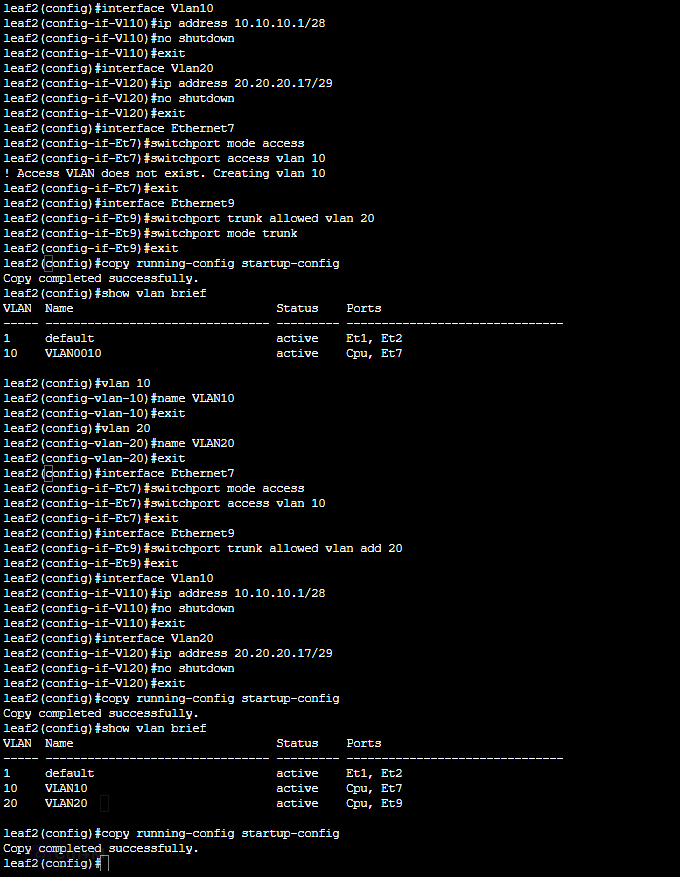 leaf2(config)#interface Vlan10
leaf2(config-if-Vl10)#ip address 10.10.10.1/28
leaf2(config-if-Vl10)#no shutdown
leaf2(config-if-Vl10)#exit
leaf2(config)#interface Vlan20
leaf2(config-if-Vl20)#ip address 20.20.20.17/29
leaf2(config-if-Vl20)#no shutdown
leaf2(config-if-Vl20)#exit
leaf2(config)#interface Ethernet7
leaf2(config-if-Et7)#switchport mode access
leaf2(config-if-Et7)#switchport access vlan 10
! Access VLAN does not exist. Creating vlan 10
leaf2(config-if-Et7)#exit
leaf2(config)#interface Ethernet9
leaf2(config-if-Et9)#switchport trunk allowed vlan 20
leaf2(config-if-Et9)#switchport mode trunk
leaf2(config-if-Et9)#exit
leaf2(config)#copy running-config startup-config
Copy completed successfully.
leaf2(config)#show vlan brief
VLAN  Name                             Status    Ports
----- -------------------------------- --------- -------------------------------
1     default                          active    Et1, Et2
10    VLAN0010                         active    Cpu, Et7
leaf2(config)#vlan 10
leaf2(config-vlan-10)#name VLAN10
leaf2(config-vlan-10)#exit
leaf2(config)#vlan 20
leaf2(config-vlan-20)#name VLAN20
leaf2(config-vlan-20)#exit
leaf2(config)#interface Ethernet7
leaf2(config-if-Et7)#switchport mode access
leaf2(config-if-Et7)#switchport access vlan 10
leaf2(config-if-Et7)#exit
leaf2(config)#interface Ethernet9
leaf2(config-if-Et9)#switchport trunk allowed vlan add 20
leaf2(config-if-Et9)#exit
leaf2(config)#interface Vlan10
leaf2(config-if-Vl10)#ip address 10.10.10.1/28
leaf2(config-if-Vl10)#no shutdown
leaf2(config-if-Vl10)#exit
leaf2(config)#interface Vlan20
leaf2(config-if-Vl20)#ip address 20.20.20.17/29
leaf2(config-if-Vl20)#no shutdown
leaf2(config-if-Vl20)#exit
leaf2(config)#copy running-config startup-config
Copy completed successfully.
leaf2(config)#show vlan brief
VLAN  Name                             Status    Ports
----- -------------------------------- --------- -------------------------------
1     default                          active    Et1, Et2
10    VLAN10                           active    Cpu, Et7
20    VLAN20                           active    Cpu, Et9
leaf2(config)#copy running-config startup-config
Copy completed successfully.
leaf2(config)#